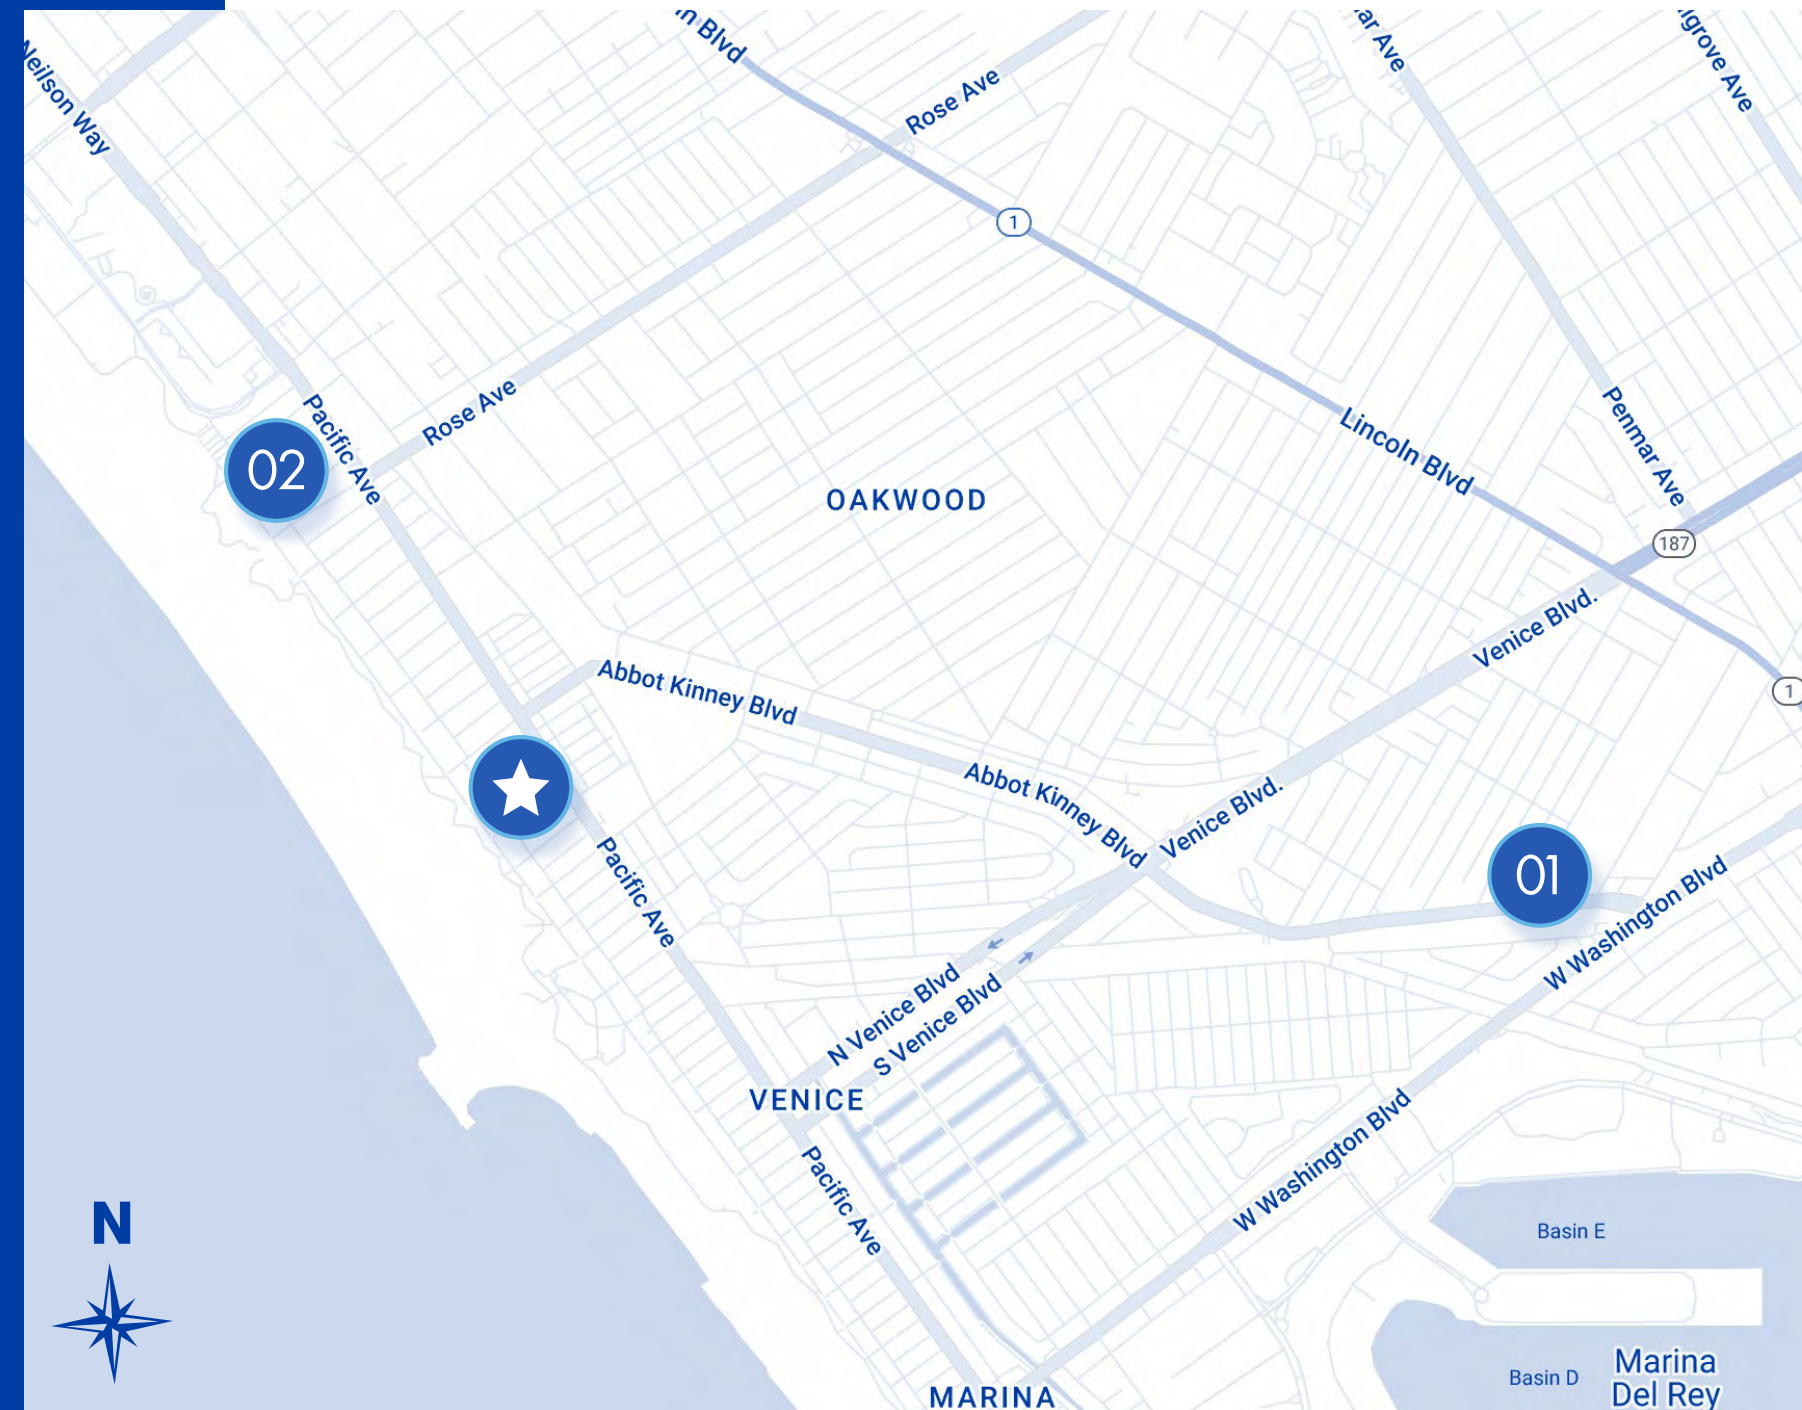 Neilson Way
n Blvd
Rose Ave
ar Ave
lgrove Ave
1
Pacific Ave
Rose Ave
02
OAKWOOD
Lincoln Blvd
Penmar Ave
187
Venice Blvd.
1
Abbot Kinney Blvd
Abbot Kinney Blvd
Venice Blvd.
01
W Washington Blvd
Pacific Ave
N Venice Blvd
S Venice Blvd
VENICE
W Washington Blvd
Pacific Ave
N
Basin E
Basin D
Marina
Del Rey
MARINA